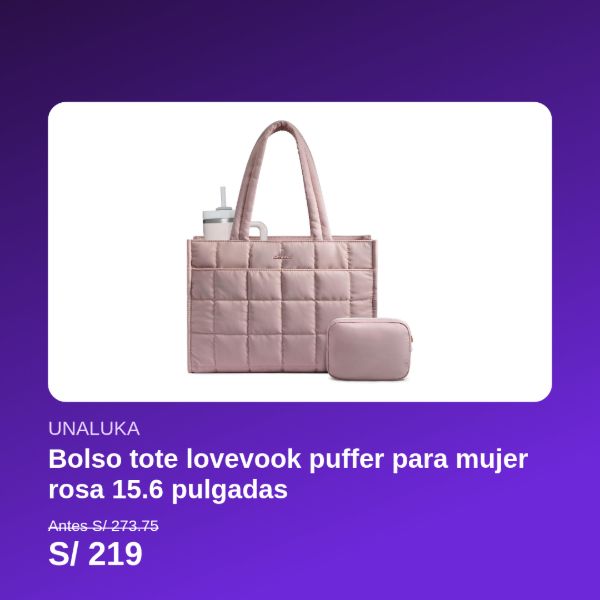 UNALUKA
Bolso tote lovevook puffer para mujer
rosa 15.6 pulgadas
Antes S/ 273.75
S/ 219